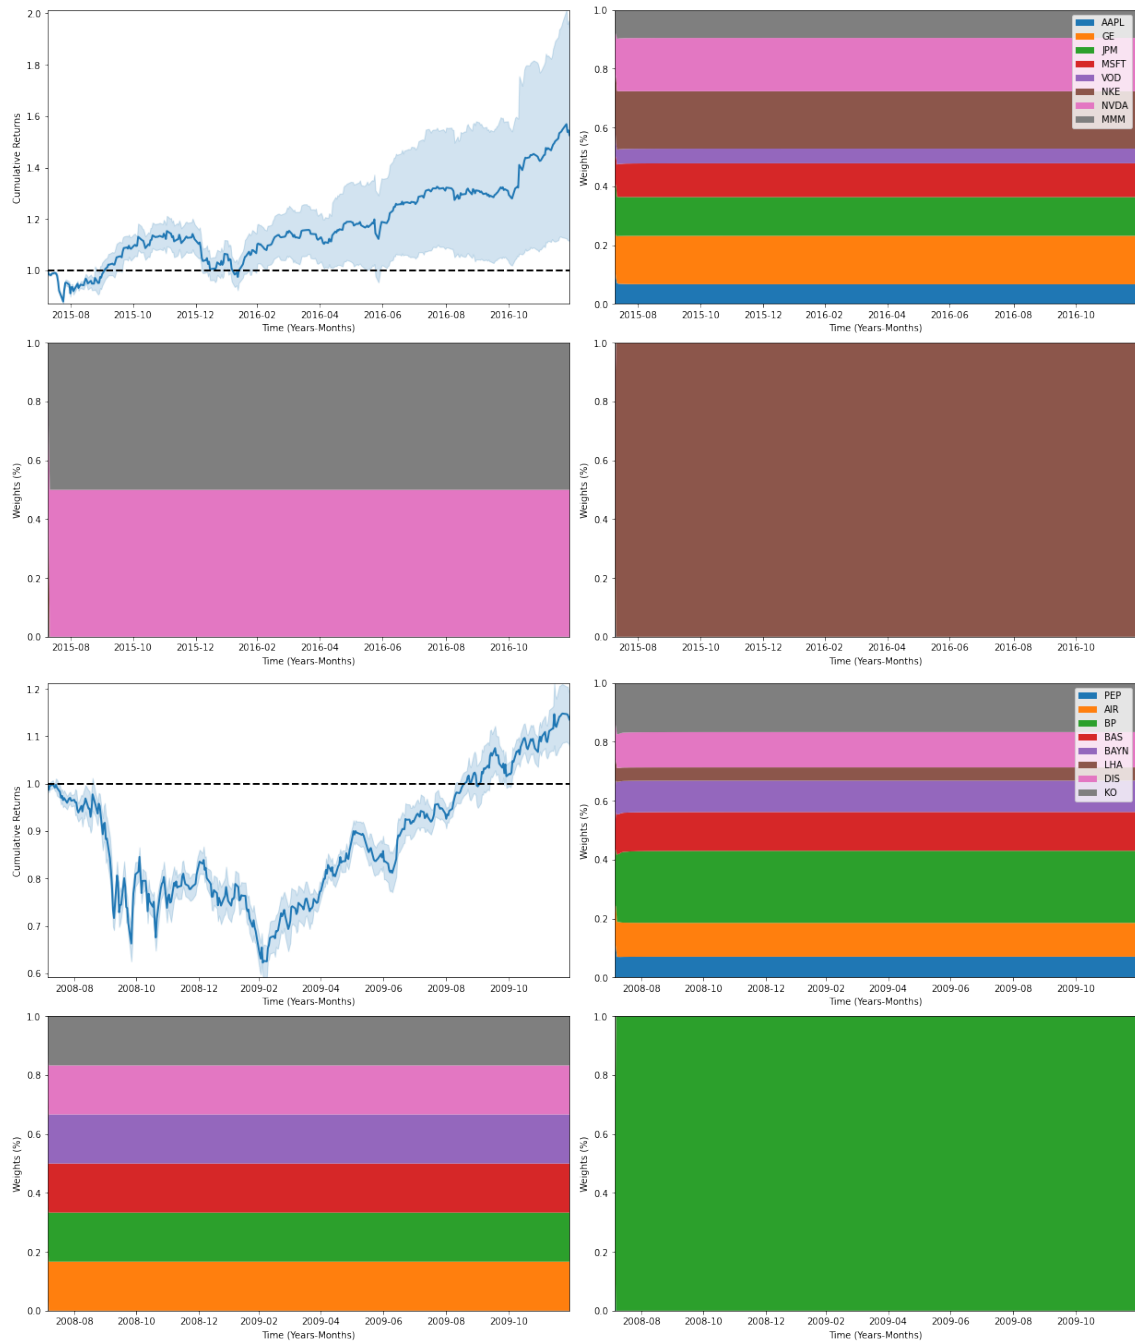 2.0
1.8
1.6
1.4
1.2
1.0
Cumulative Returns
2015-08 2015-10 2015-12 2016-02 2016-04 2016-06 2016-08 2016-10
Time (Years-Months)
1.0
0.8
0.6
0.4
0.2
0.0
Weights (%)
AAPL
GE
JPM
MSFT
VOD
NKE
NVDA
MMM
2015-08 2015-10 2015-12 2016-02 2016-04 2016-06 2016-08 2016-10
Time (Years-Months)
1.0
0.8
0.6
0.4
0.2
0.0
Weights (%)
2015-08 2015-10 2015-12 2016-02 2016-04 2016-06 2016-08 2016-10
Time (Years-Months)
1.0
0.8
0.6
0.4
0.2
0.0
Weights (%)
2015-08 2015-10 2015-12 2016-02 2016-04 2016-06 2016-08 2016-10
Time (Years-Months)
1.2
1.1
1.0
0.9
0.8
0.7
0.6
Cumulative Returns
2008-08 2008-10 2008-12 2009-02 2009-04 2009-06 2009-08 2009-10
Time (Years-Months)
1.0
0.8
0.6
0.4
0.2
0.0
Weights (%)
PEP
AIR
BP
BAS
BAYN
LHA
DIS
KO
2008-08 2008-10 2008-12 2009-02 2009-04 2009-06 2009-08 2009-10
Time (Years-Months)
1.0
0.8
0.6
0.4
0.2
0.0
Weights (%)
2008-08 2008-10 2008-12 2009-02 2009-04 2009-06 2009-08 2009-10
Time (Years-Months)
1.0
0.8
0.6
0.4
0.2
0.0
Weights (%)
2008-08 2008-10 2008-12 2009-02 2009-04 2009-06 2009-08 2009-10
Time (Years-Months)